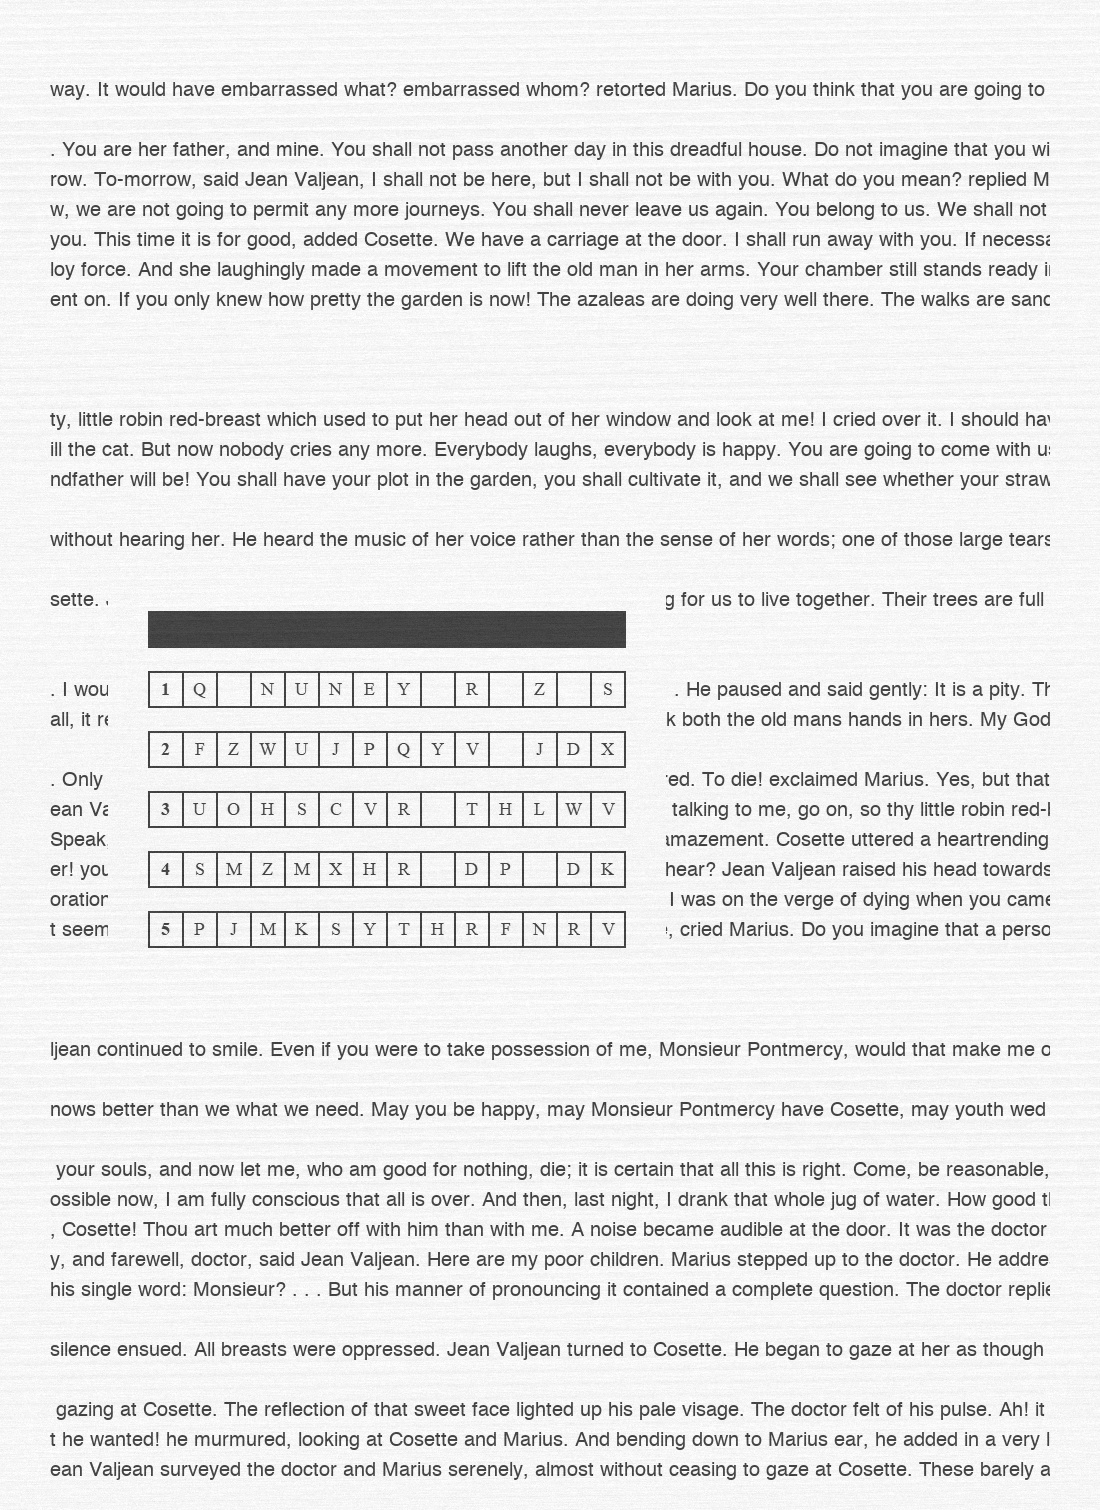 way. It would have embarrassed what? embarrassed whom? retorted Marius. Do you think that you are going to
. You are her father, and mine. You shall not pass another day in this dreadful house. Do not imagine that you
row. To-morrow, said Jean Valjean, I shall not be here, but I shall not be with you. What do you mean? replied
w, we are not going to permit any more journeys. You shall never leave us again. You belong to us. We shall not
you. This time it is for good, added Cosette. We have a carriage at the door. I shall run away with you. If
loy force. And she laughingly made a movement to lift the old man in her arms. Your chamber still stands ready
ent on. If you only knew how pretty the garden is now! The azaleas are doing very well there. The walks are
ty, little robin red-breast which used to put her head out of her window and look at me! I cried over it. I should
ill the cat. But now nobody cries any more. Everybody laughs, everybody is happy. You are going to come with
ndfather will be! You shall have your plot in the garden, you shall cultivate it, and we shall see whether your straw
without hearing her. He heard the music of her voice rather than the sense of her words; one of those large tears
sette. g for us to live together. Their trees are full
1 Q N U N E Y R Z S
. I wou . He paused and said gently: It is a pity.
all, it k both the old mans hands in hers. My God
2 F Z W U J P Q Y V J D X
. Only red. To die! exclaimed Marius. Yes, but that
ean talking to me, go on, so thy little robin
3 U O H S C V R T H L W V
Speak amazement. Cosette uttered a heartrending
er! you hear? Jean Valjean raised his head towards
4 S M Z M X H R D P D K
oration I was on the verge of dying when you came
t seem , cried Marius. Do you imagine that a perso
5 P J M K S Y T H R F N R V
ljean continued to smile. Even if you were to take possession of me, Monsieur Pontmercy, would that make me
nows better than we what we need. May you be happy, may Monsieur Pontmercy have Cosette, may youth wed
your souls, and now let me, who am good for nothing, die; it is certain that all this is right. Come, be reasonable,
ossible now, I am fully conscious that all is over. And then, last night, I drank that whole jug of water. How good
, Cosette! Thou art much better off with him than with me. A noise became audible at the door. It was the doctor
y, and farewell, doctor, said Jean Valjean. Here are my poor children. Marius stepped up to the doctor. He addre
his single word: Monsieur? . . . But his manner of pronouncing it contained a complete question. The doctor
silence ensued. All breasts were oppressed. Jean Valjean turned to Cosette. He began to gaze at her as though
gazing at Cosette. The reflection of that sweet face lighted up his pale visage. The doctor felt of his pulse. Ah! it
t he wanted! he murmured, looking at Cosette and Marius. And bending down to Marius ear, he added in a very
ean Valjean surveyed the doctor and Marius serenely, almost without ceasing to gaze at Cosette. These barely a